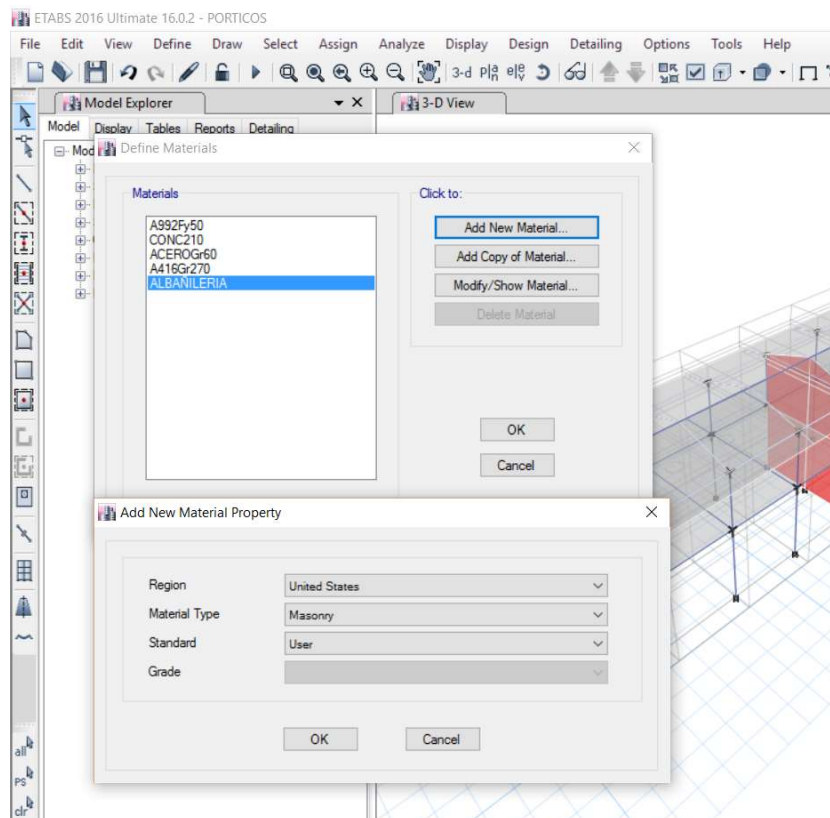 ETABS 2016 Ultimate 16.0.2 - PORTICOS
File Edit View Define Draw Select Assign Analyze Display Design Detailing Options Tools Help
3-d
Model Explorer
3-D View
Model Display Tables Reports Detailing
Define Materials
Materials
Click to:
A992Fy50
CONC210
ACEROGr60
A416Gr270
ALBAÑILERIA
Add New Material...
Add Copy of Material...
Modify/Show Material...
Delete Material
OK
Cancel
Add New Material Property
Region United States
Material Type Masonry
Standard User
Grade
OK Cancel
all
PS
clr